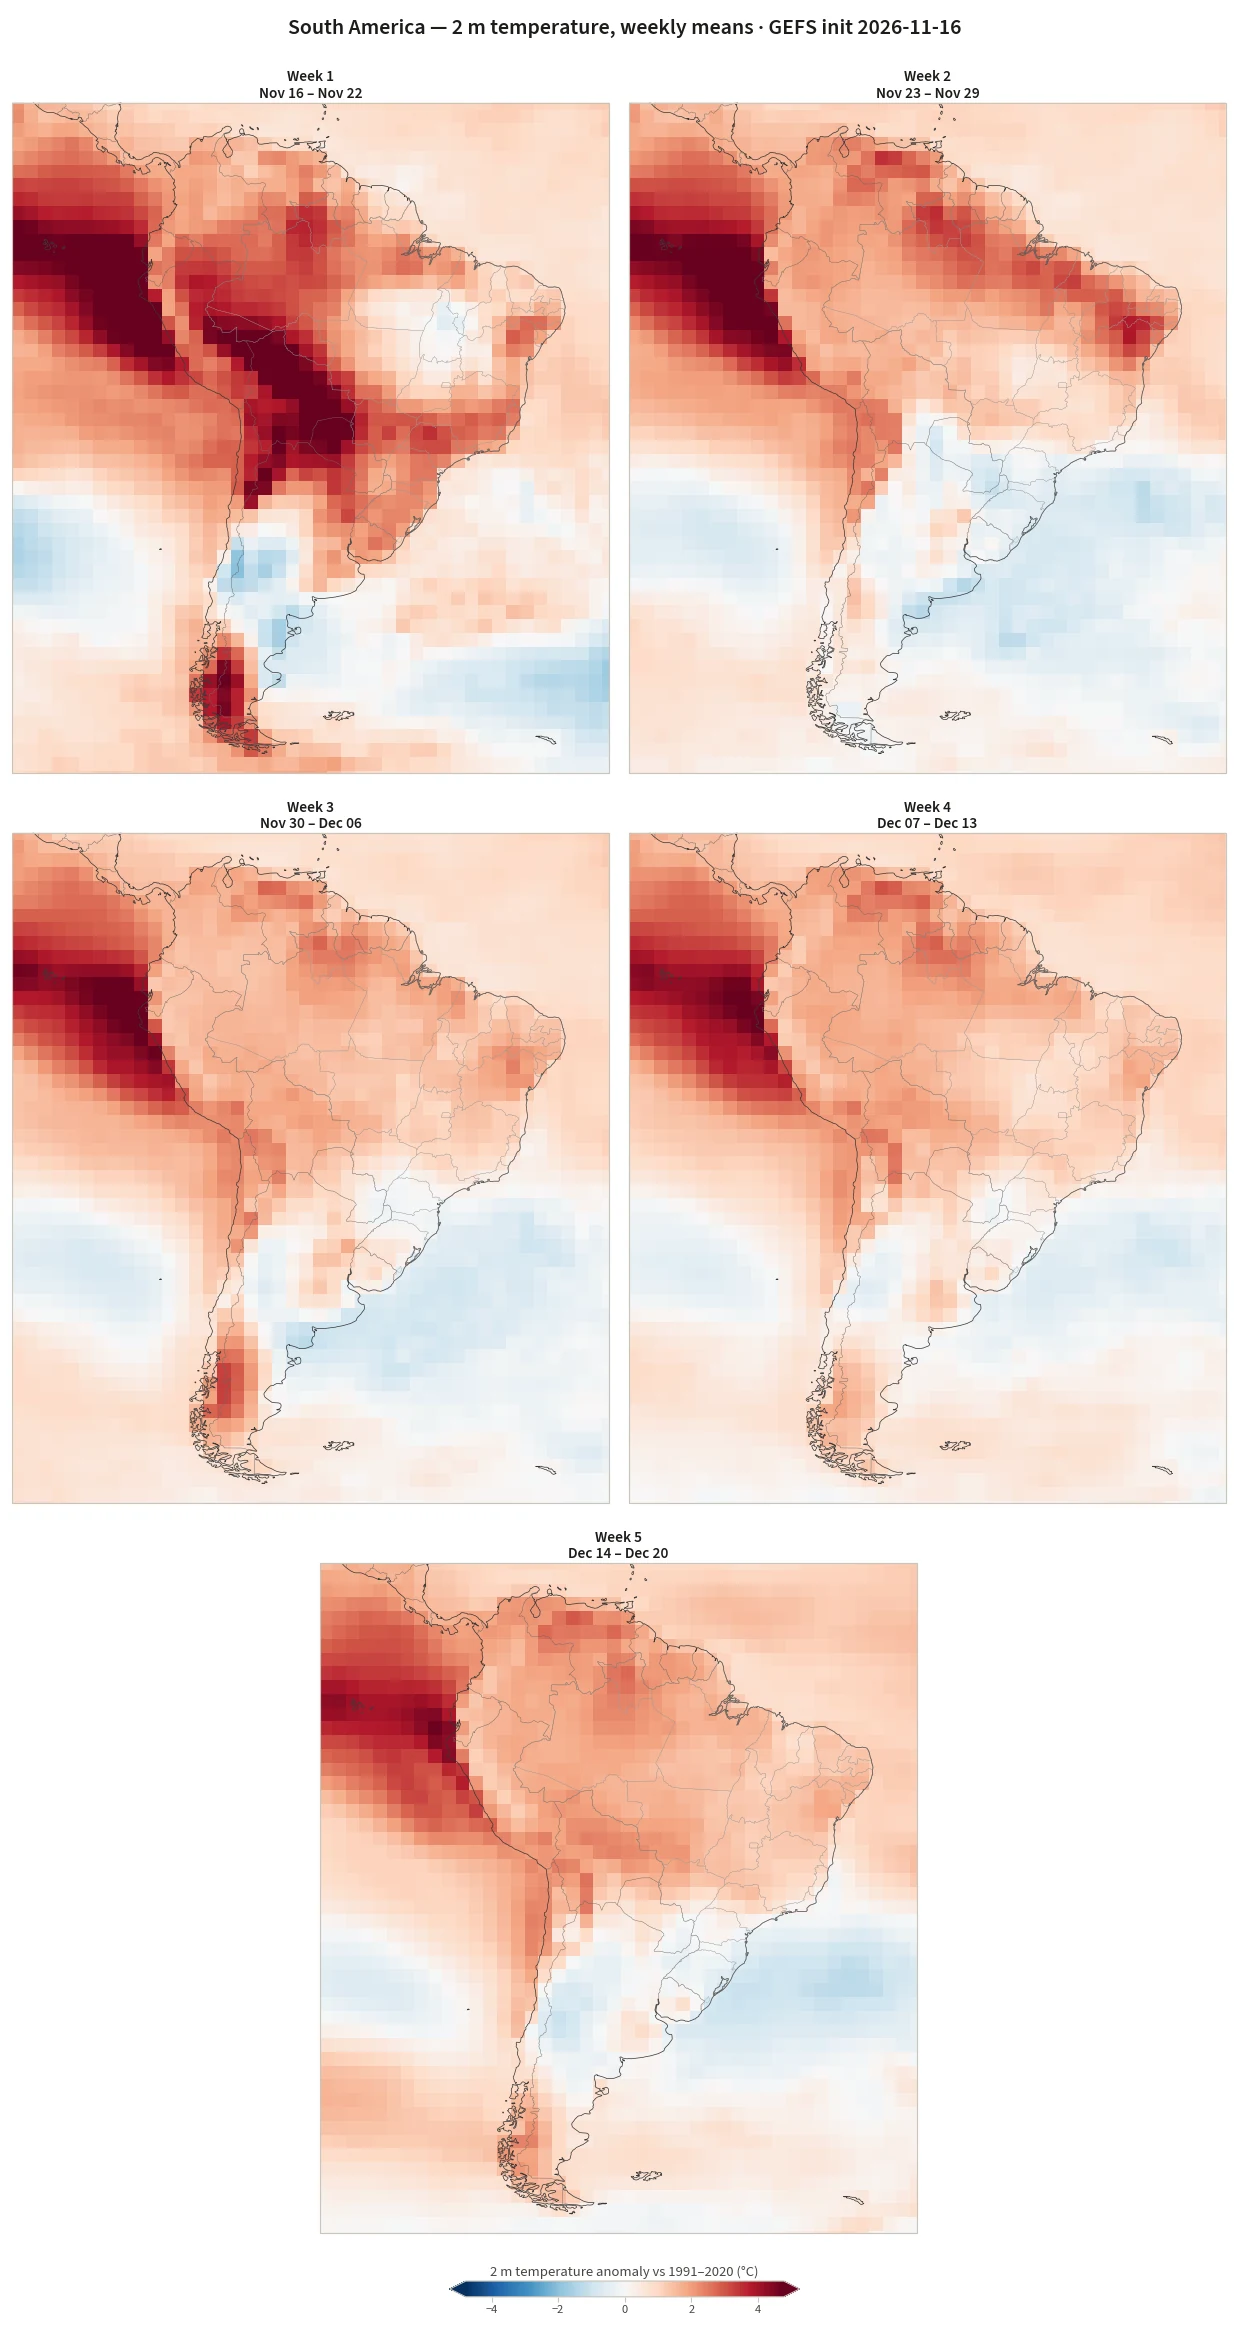 South America — 2 m temperature, weekly means · GEFS init 2026-11-16
Week 1
Nov 16 – Nov 22
Week 2
Nov 23 – Nov 29
Week 3
Nov 30 – Dec 06
Week 4
Dec 07 – Dec 13
Week 5
Dec 14 – Dec 20
2 m temperature anomaly vs 1991–2020 (°C)
−4 −2 0 2 4